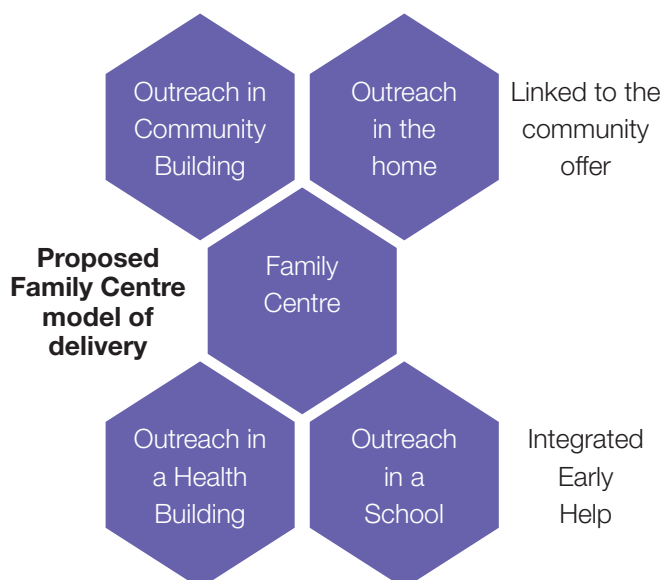 Outreach in
Community
Building
Outreach
in the
home
Linked to the
community
offer
Proposed
Family Centre
model of
delivery
Family
Centre
Outreach in
a Health
Building
Outreach
in a
School
Integrated
Early
Help